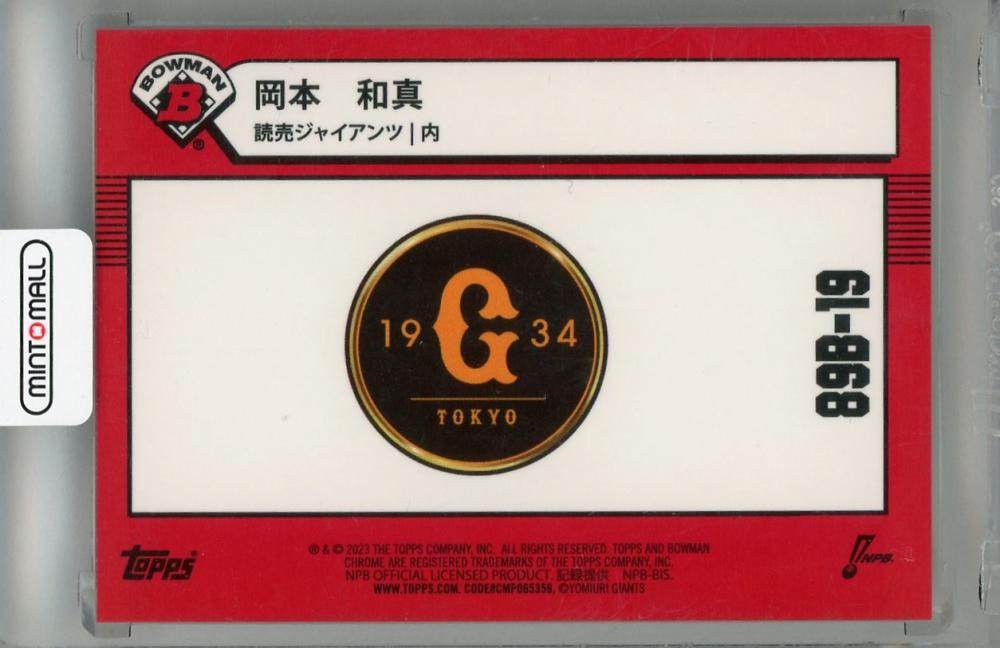 BOWMAN
B
®
岡本 和真
読売ジャイアンツ | 内
19 G 34
TOKYO
89B-19
MINTOMALL
Topps®
® & © 2023 THE TOPPS COMPANY, INC. ALL RIGHTS RESERVED. TOPPS AND BOWMAN
CHROME ARE REGISTERED TRADEMARKS OF THE TOPPS COMPANY, INC.
NPB OFFICIAL LICENSED PRODUCT. 記録提供 NPB-BIS.
WWW.TOPPS.COM. CODE#CMP065359. ©YOMIURI GIANTS
NPB.